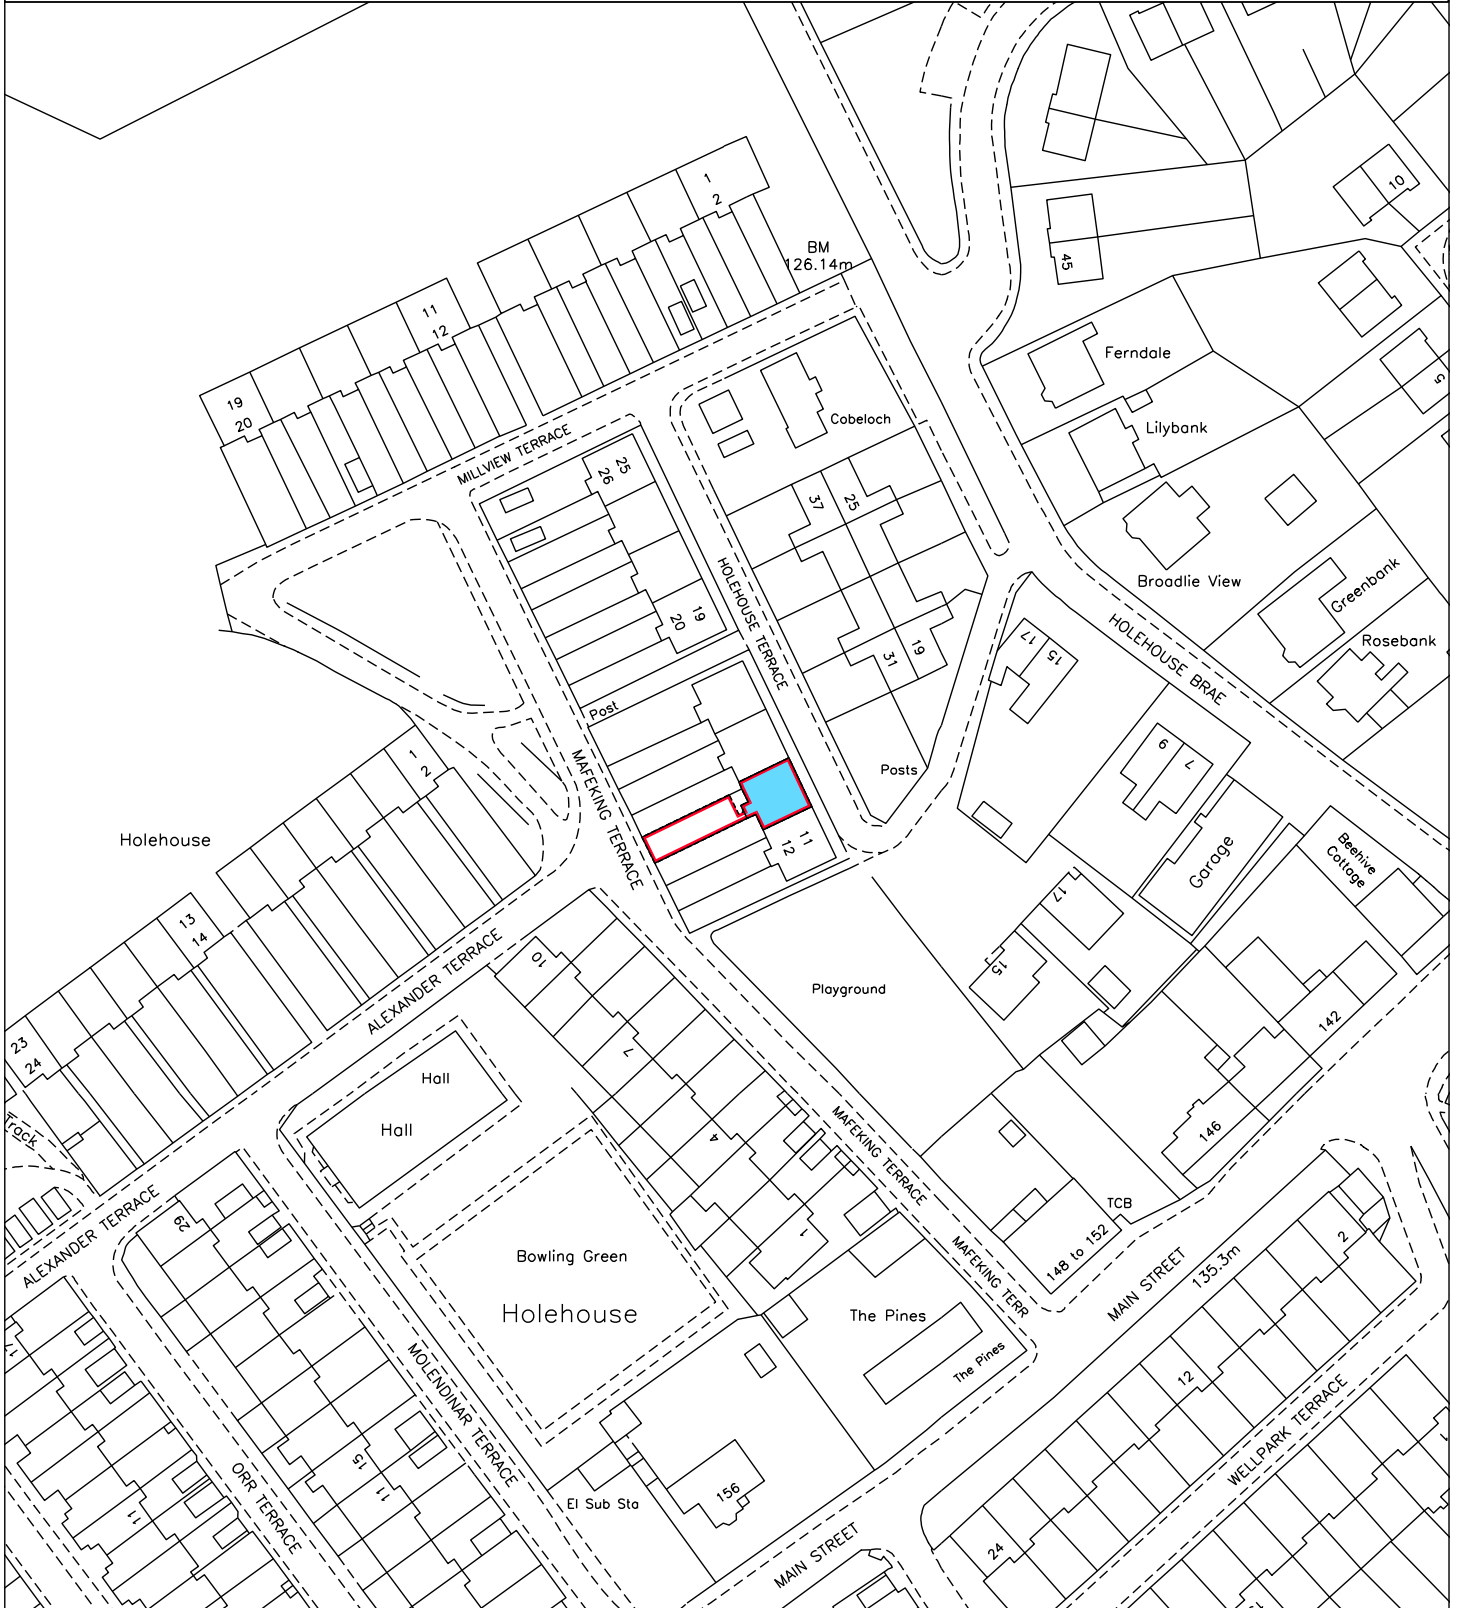 1
2
BM
126.14m
10
45
11
12
Ferndale
5
19
20
Cobeloch
Lilybank
MILLVIEW TERRACE
25
26
37
25
Broadlie View
Greenbank
HOLEHOUSE TERRACE
19
20
HOLEHOUSE BRAE
Rosebank
17
15
31
19
Post
9
7
Posts
1
2
MAFEKING TERRACE
Holehouse
11
12
Garage
Beehive
Cottage
17
13
14
ALEXANDER TERRACE
10
15
Playground
142
23
24
7
Hall
Hall
Track
4
MAFEKING TERRACE
146
TCB
ALEXANDER TERRACE
29
1
148 to 152
MAFEKING TERR
MAIN STREET
135.3m
2
Bowling Green
Holehouse
The Pines
The Pines
17
MOLENDINAR TERRACE
12
WELLPARK TERRACE
1
15
11
156
El Sub Sta
11
ORR TERRACE
MAIN STREET
24